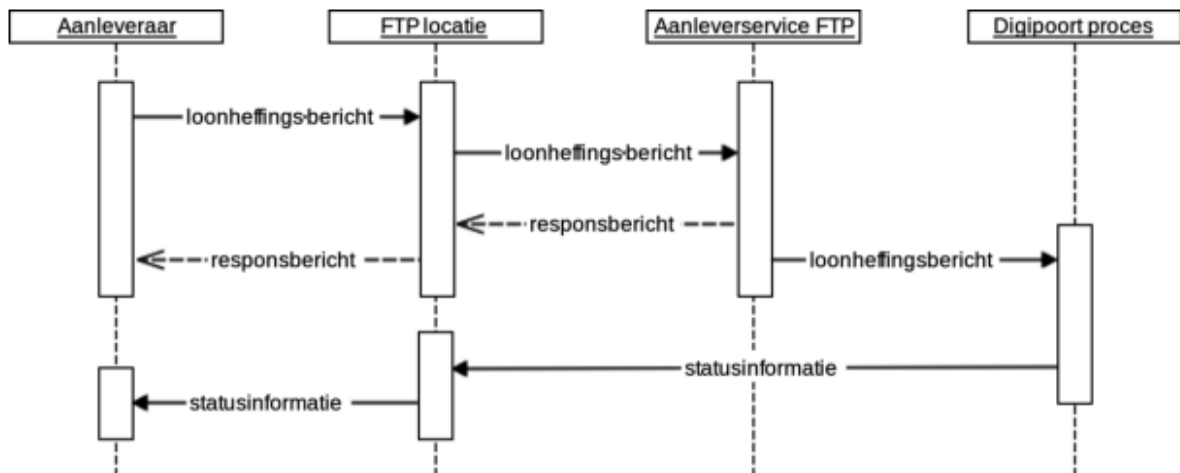 Aanleveraar
FTP locatie
Aanleverservice FTP
Digipoort proces
loonheffings-bericht
loonheffings-bericht
responsbericht
responsbericht
loonheffingsbericht
statusinformatie
statusinformatie